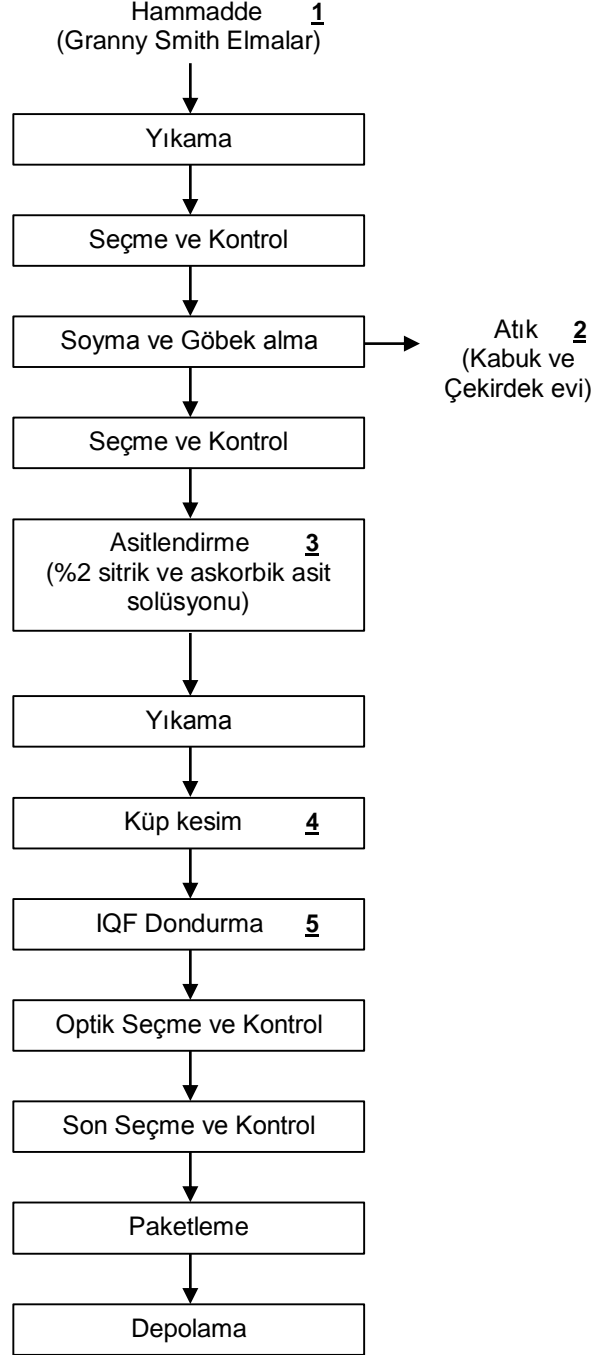 Hammadde 1
(Granny Smith Elmalar)
Yıkama
Seçme ve Kontrol
Soyma ve Göbek alma
Atık 2
(Kabuk ve
Çekirdek evi)
Seçme ve Kontrol
Asitlendirme 3
(%2 sitrik ve askorbik asit
solüsyonu)
Yıkama
Küp kesim 4
IQF Dondurma 5
Optik Seçme ve Kontrol
Son Seçme ve Kontrol
Paketleme
Depolama